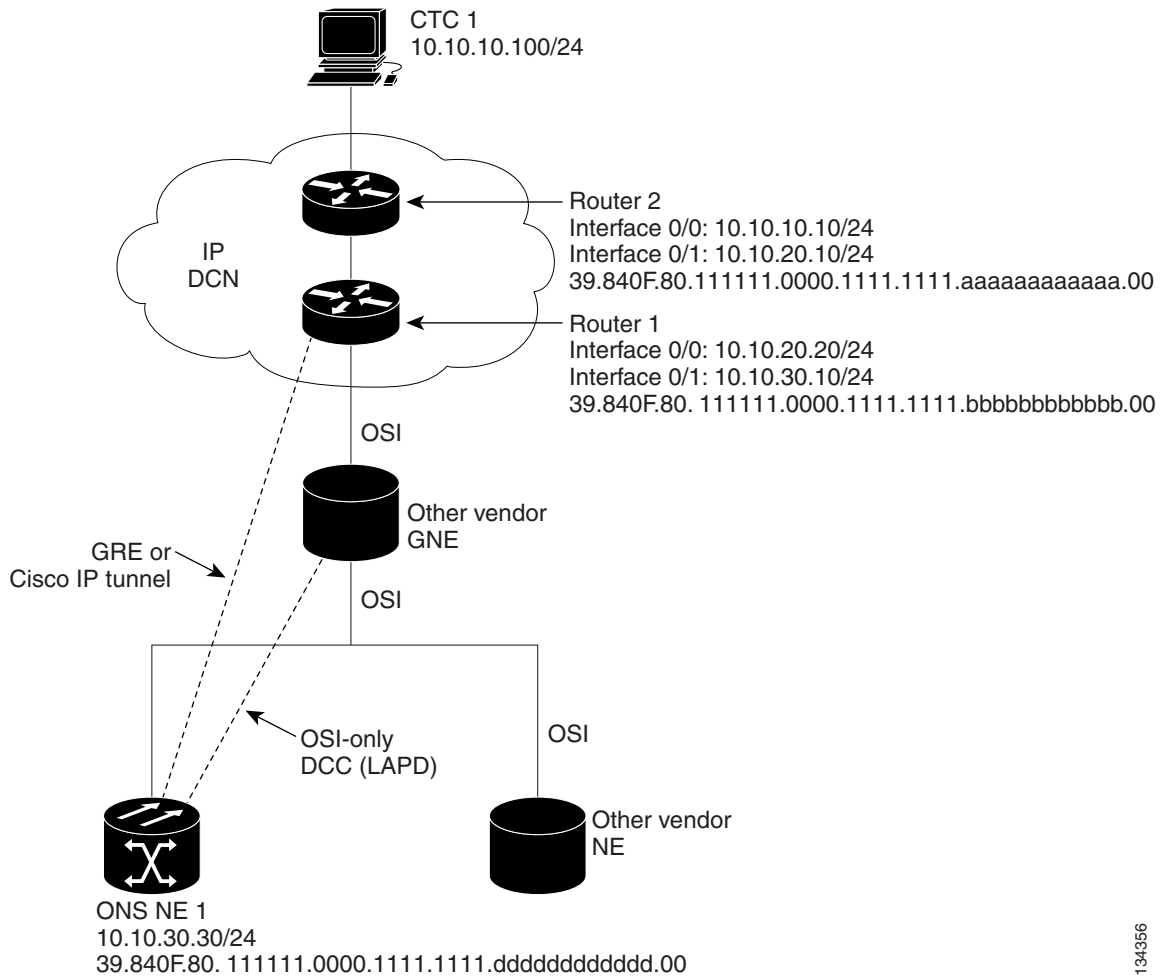 CTC 1
10.10.10.100/24
Router 2
Interface 0/0: 10.10.10.10/24
Interface 0/1: 10.10.20.10/24
39.840F.80.111111.0000.1111.1111.aaaaaaaaaaaa.00
IP
DCN
Router 1
Interface 0/0: 10.10.20.20/24
Interface 0/1: 10.10.30.10/24
39.840F.80. 111111.0000.1111.1111.bbbbbbbbbbbb.00
OSI
Other vendor
GNE
GRE or
Cisco IP tunnel
OSI
OSI-only
DCC (LAPD)
OSI
Other vendor
NE
ONS NE 1
10.10.30.30/24
39.840F.80. 111111.0000.1111.1111.dddddddddddd.00
134356